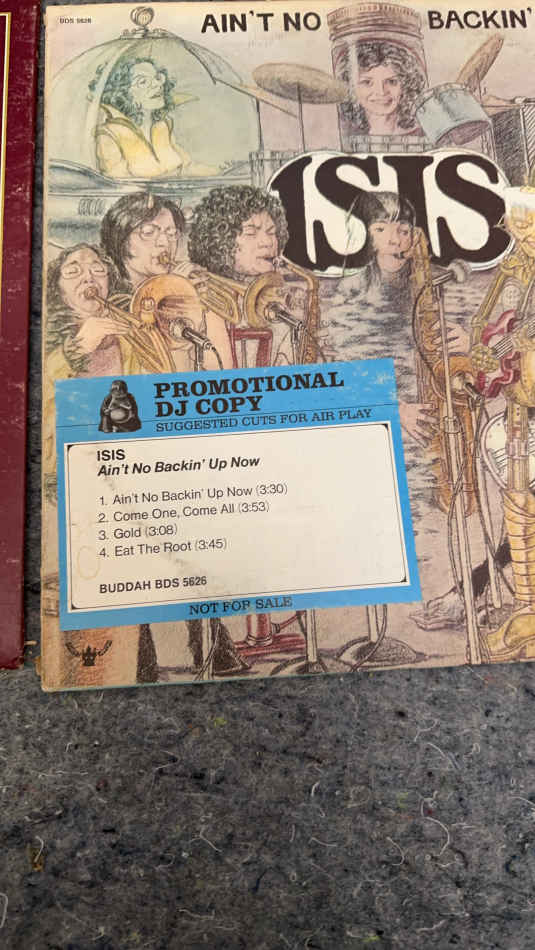 BDS 5626
AIN'T NO BACKIN'
ISIS
PROMOTIONAL
DJ COPY
SUGGESTED CUTS FOR AIR PLAY
ISIS
Ain't No Backin' Up Now
1. Ain't No Backin' Up Now (3:30)
2. Come One, Come All (3:53)
3. Gold (3:08)
4. Eat The Root (3:45)
BUDDAH BDS 5626
NOT FOR SALE